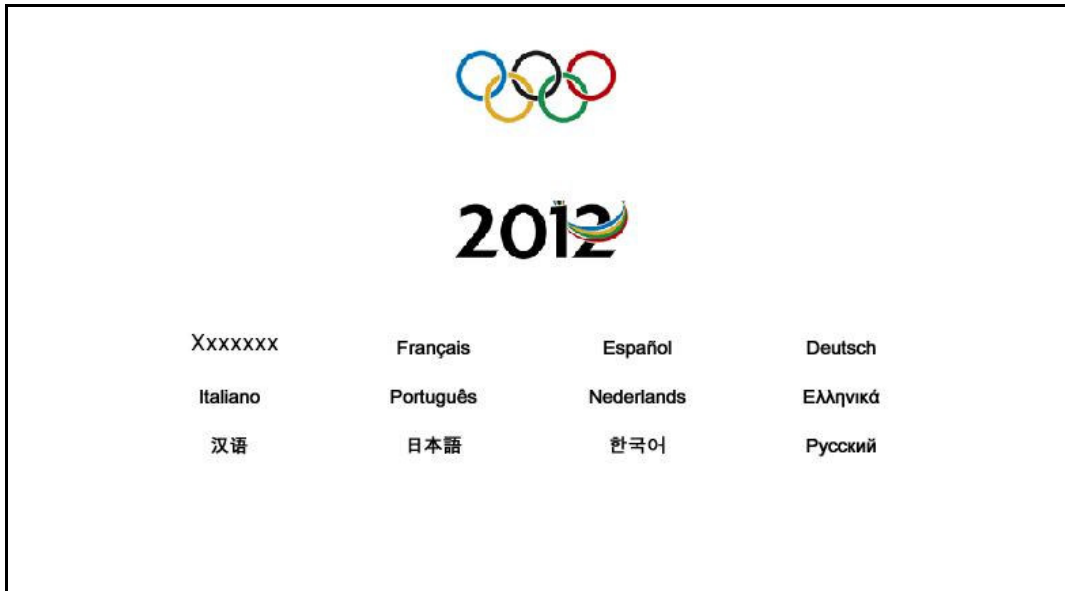 2012
Xxxxxxx Français Español Deutsch
Italiano Português Nederlands Ελληνικά
汉语 日本語 한국어 Русский